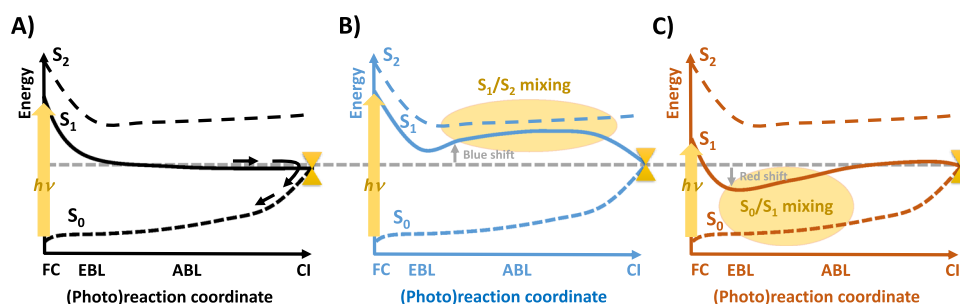 A)
Energy
S2
S1
hν
S0
FC EBL ABL CI
(Photo)reaction coordinate
B)
Energy
S2
S1/S2 mixing
S1
Blue shift
hν
S0
FC EBL ABL CI
(Photo)reaction coordinate
C)
Energy
S2
S1
Red shift
hν
S0/S1 mixing
S0
FC EBL ABL CI
(Photo)reaction coordinate